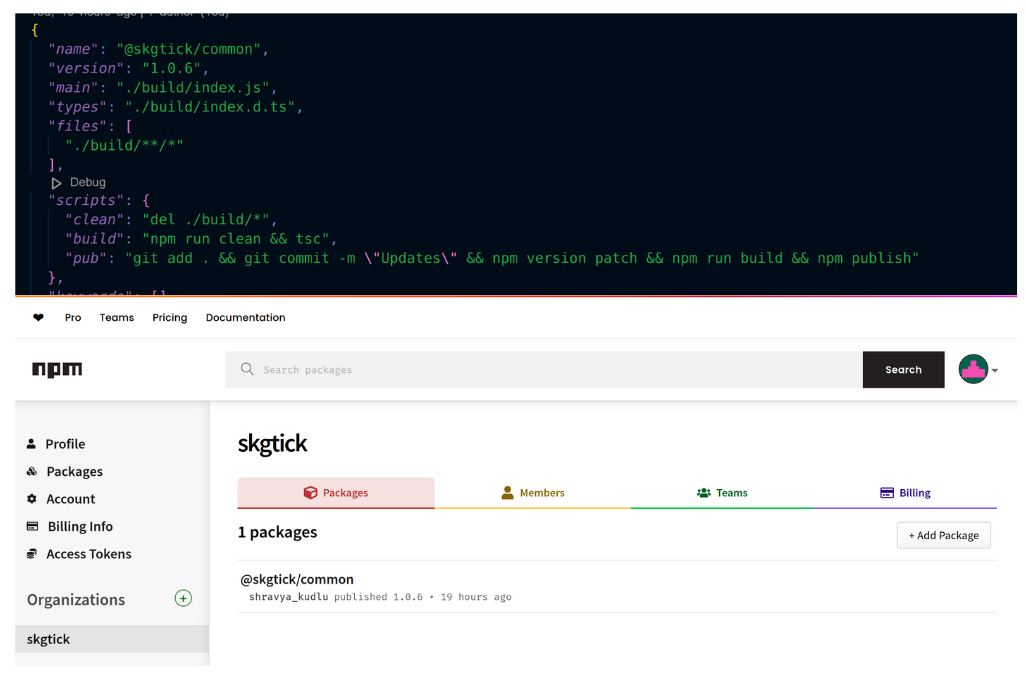 You, 19 hours ago | 1 author (You)
{
"name": "@skgtick/common",
"version": "1.0.6",
"main": "./build/index.js",
"types": "./build/index.d.ts",
"files": [
"./build/**/*"
],
Debug
"scripts": {
"clean": "del ./build/*",
"build": "npm run clean && tsc",
"pub": "git add . && git commit -m \"Updates\" && npm version patch && npm run build && npm publish"
},
"keywords": [],
❤ Pro Teams Pricing Documentation
npm Search packages Search
Profile
Packages
Account
Billing Info
Access Tokens
Organizations +
skgtick
skgtick
Packages Members Teams Billing
1 packages + Add Package
@skgtick/common
shravya_kudlu published 1.0.6 • 19 hours ago